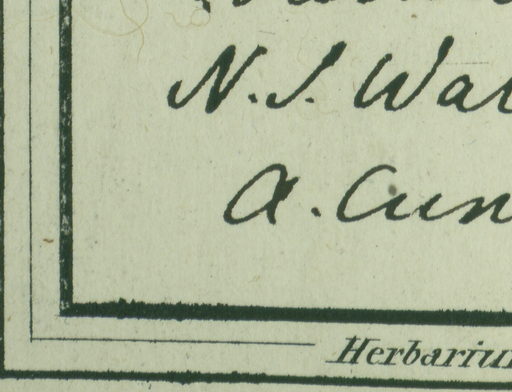 N. S. Wal
A. Cun
Herbariu